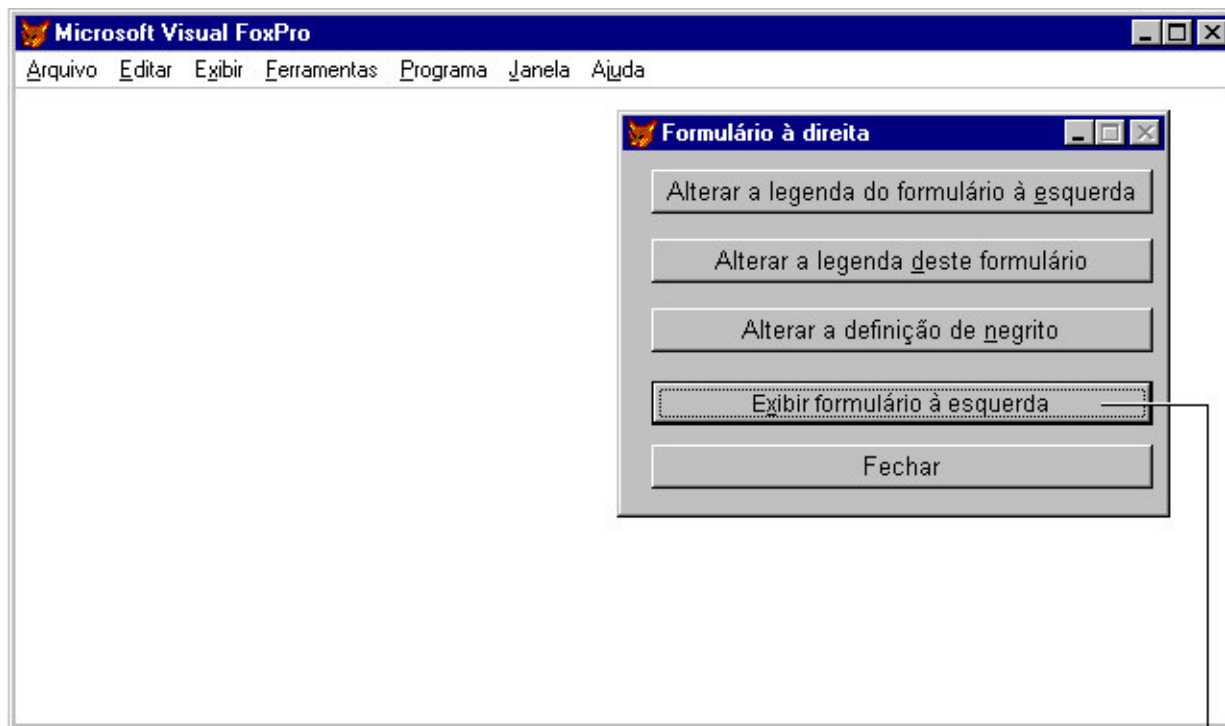 Microsoft Visual FoxPro
Arquivo Editar Exibir Ferramentas Programa Janela Ajuda
Formulário à direita
Alterar a legenda do formulário à esquerda
Alterar a legenda deste formulário
Alterar a definição de negrito
Exibir formulário à esquerda
Fechar